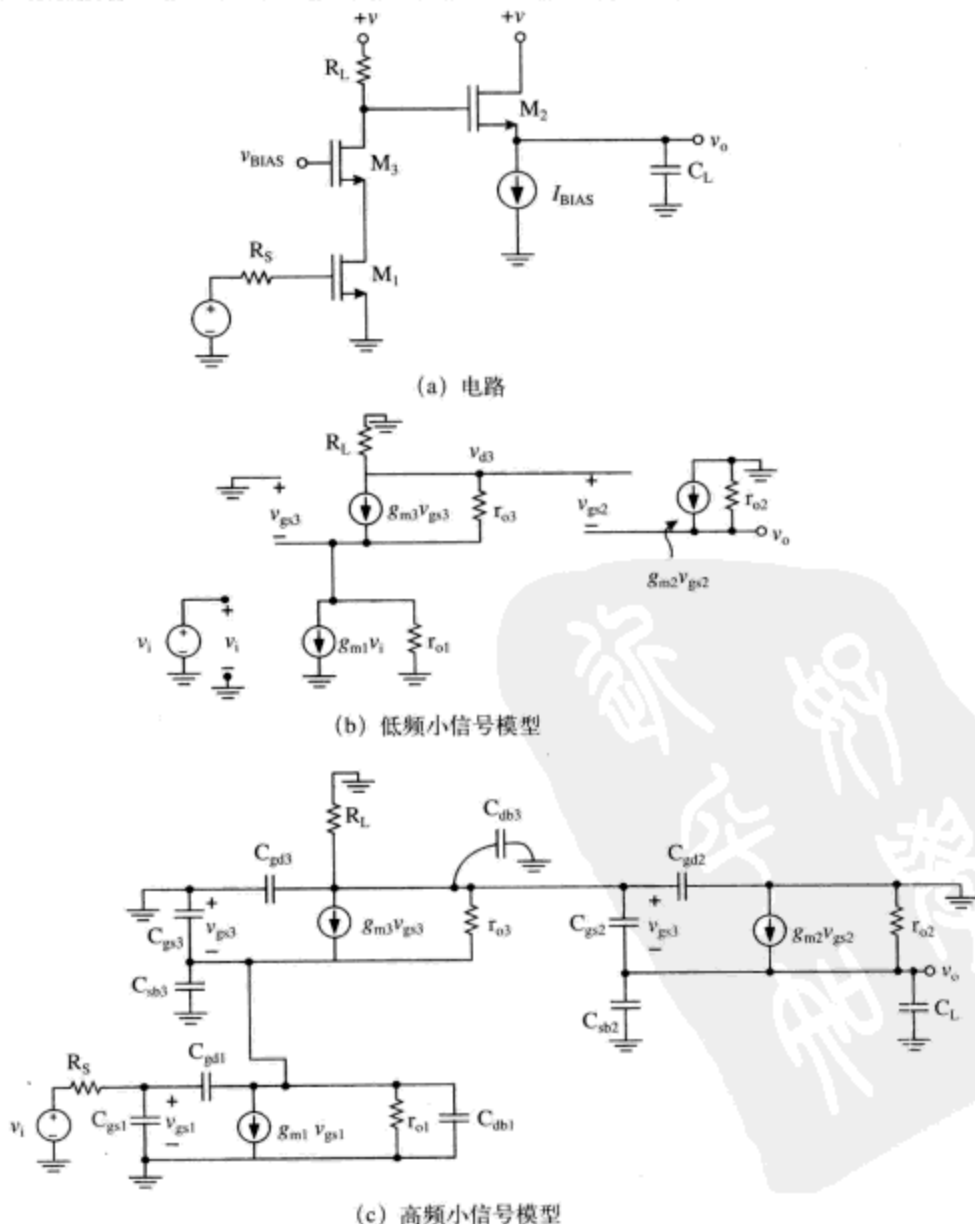 +v
+v
R_L
M_2
v_o
v_BIAS
M_3
I_BIAS
C_L
R_S
M_1
+
−
(a) 电路
R_L
v_d3
+
v_gs3
−
g_m3v_gs3
r_o3
+
v_gs2
−
r_o2
v_o
g_m2v_gs2
v_i
+
−
+
v_i
−
g_m1v_i
r_o1
(b) 低频小信号模型
R_L
C_db3
C_gd3
C_gd2
C_gs3
+
v_gs3
−
g_m3v_gs3
r_o3
C_gs2
+
v_gs3
−
g_m2v_gs2
r_o2
C_sb3
v_o
C_sb2
C_L
R_S
C_gd1
v_i
+
−
C_gs1
+
v_gs1
−
g_m1 v_gs1
r_o1
C_db1
(c) 高频小信号模型